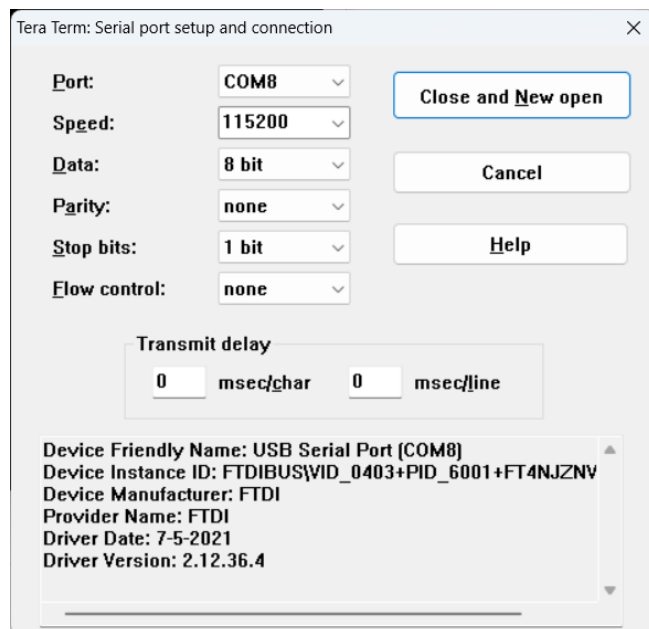 Tera Term: Serial port setup and connection
Port: COM8
Close and New open
Speed: 115200
Data: 8 bit
Cancel
Parity: none
Stop bits: 1 bit
Help
Flow control: none
Transmit delay
0 msec/char 0 msec/line
Device Friendly Name: USB Serial Port (COM8)
Device Instance ID: FTDIBUS\VID_0403+PID_6001+FT4NJZNV
Device Manufacturer: FTDI
Provider Name: FTDI
Driver Date: 7-5-2021
Driver Version: 2.12.36.4